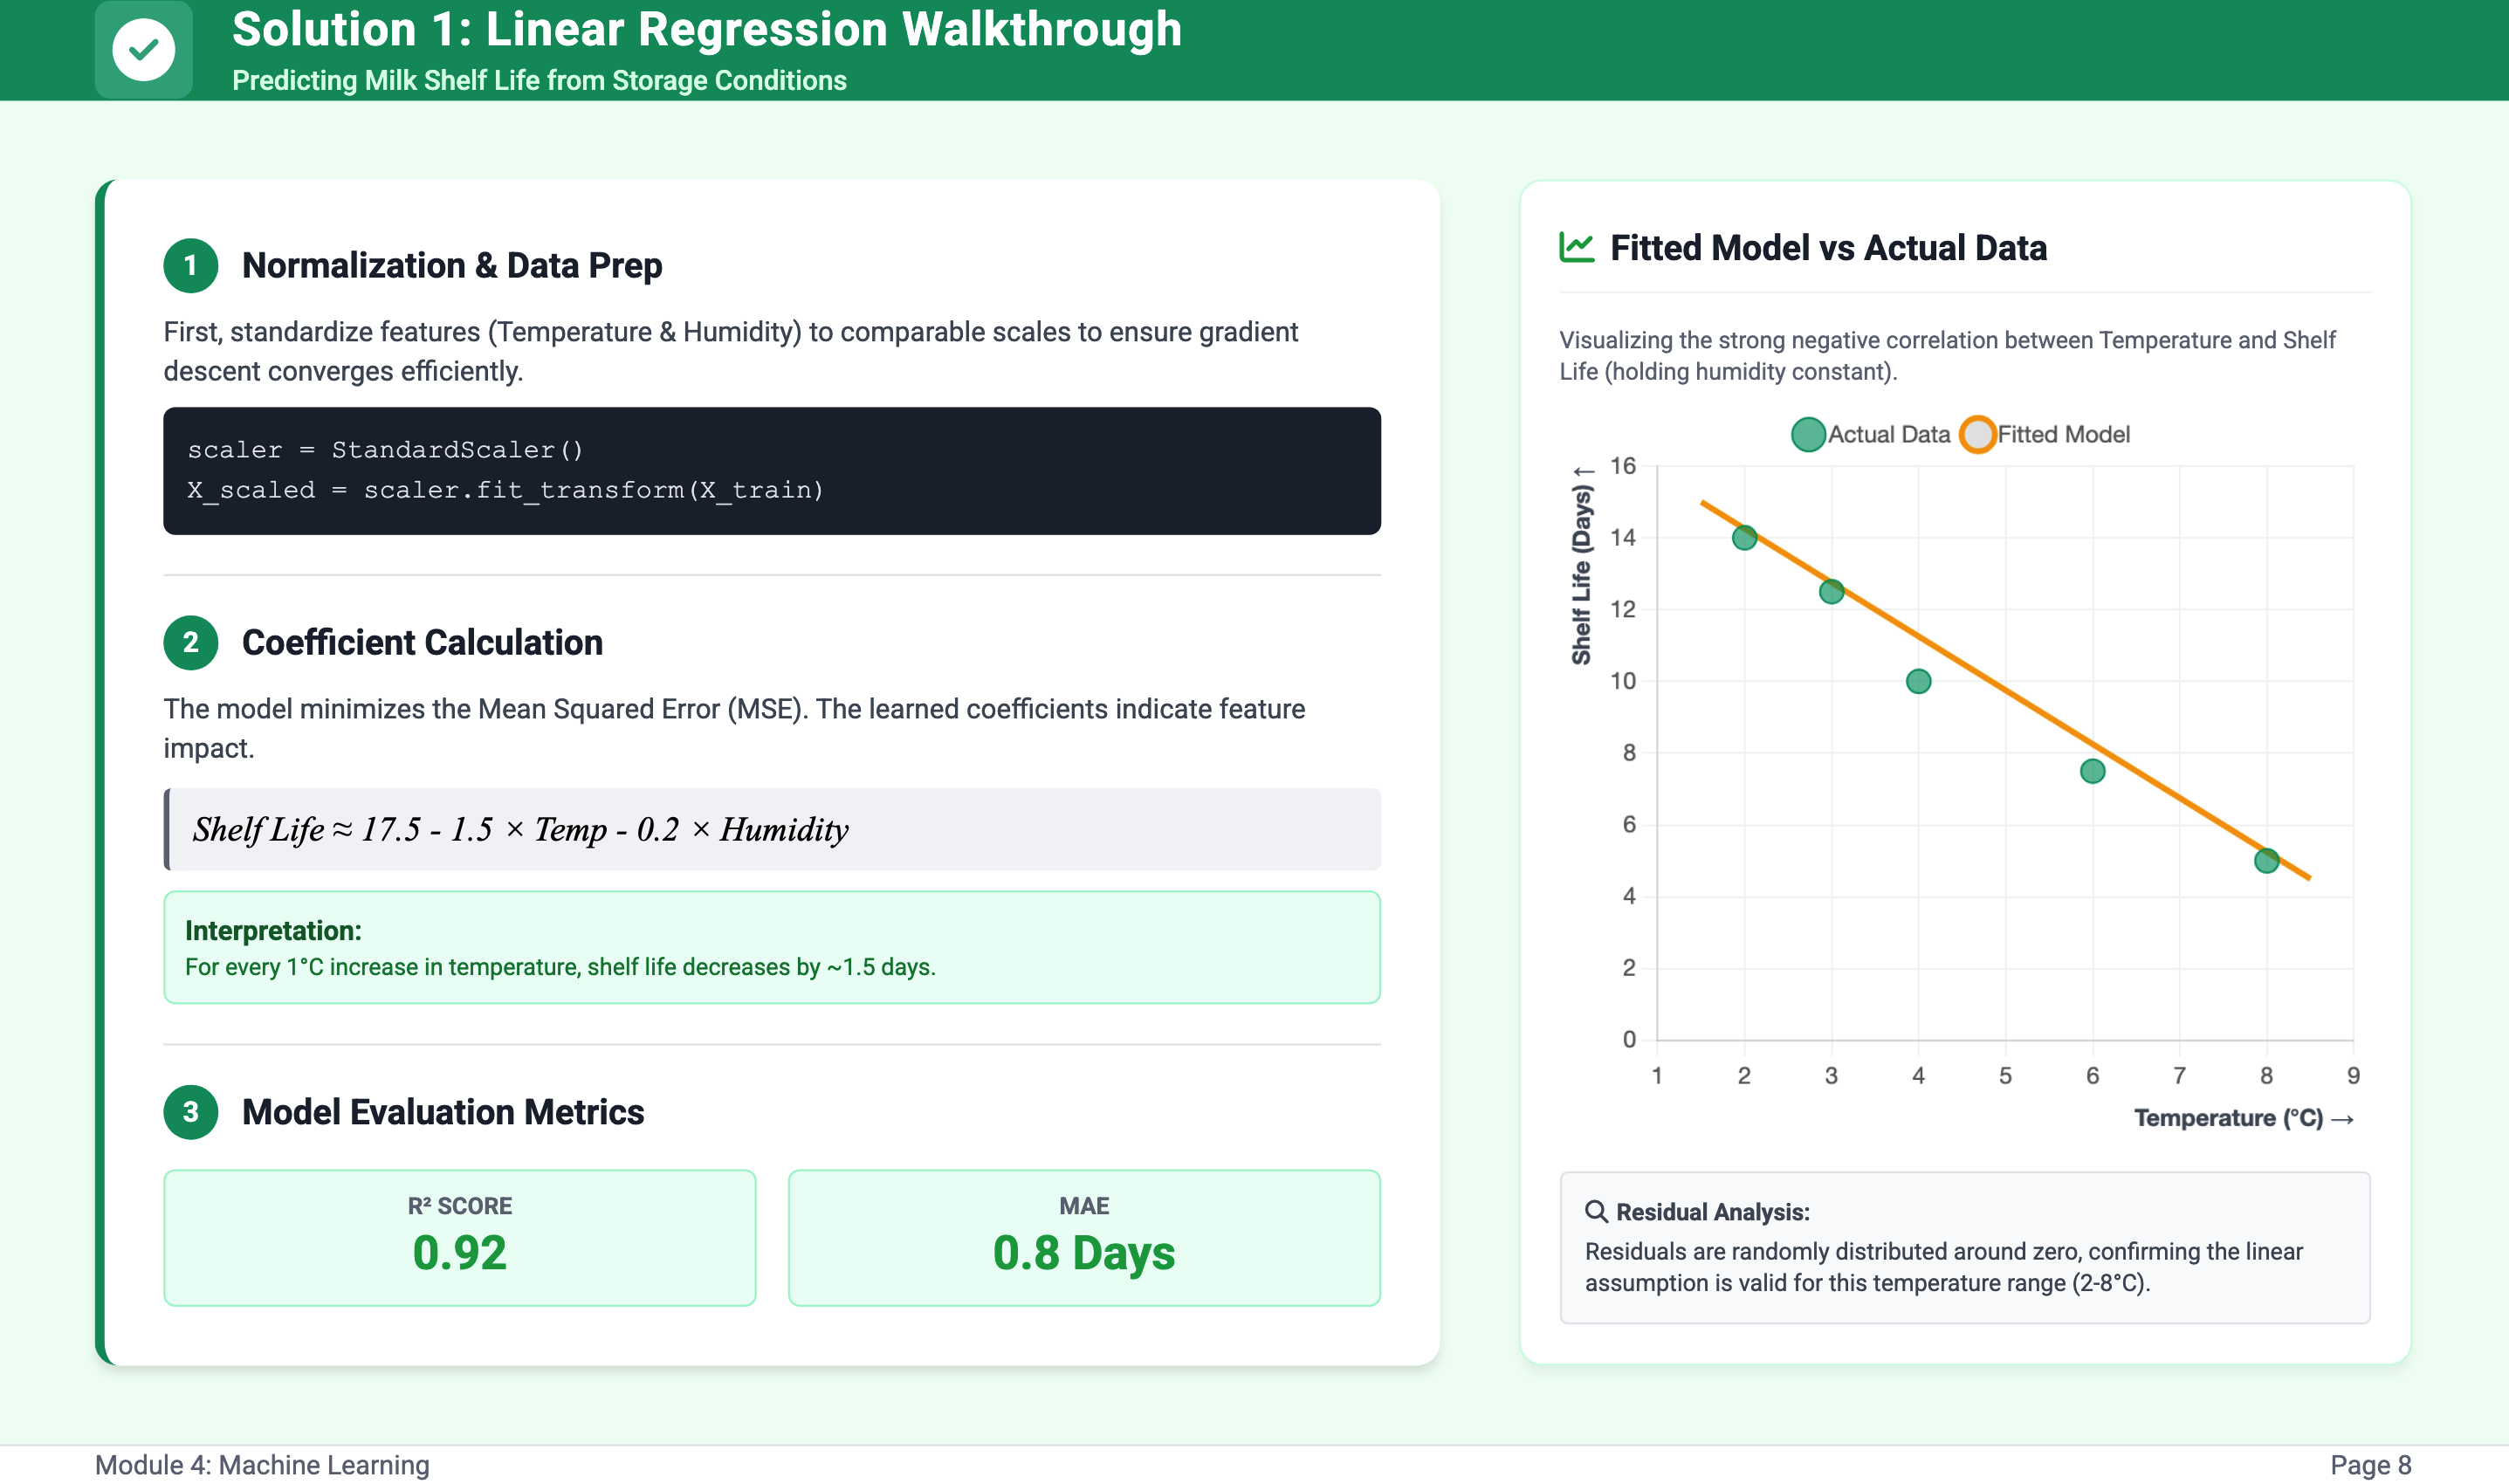 Solution 1: Linear Regression Walkthrough
Predicting Milk Shelf Life from Storage Conditions
1 Normalization & Data Prep
First, standardize features (Temperature & Humidity) to comparable scales to ensure gradient
descent converges efficiently.
scaler = StandardScaler()
X_scaled = scaler.fit_transform(X_train)
2 Coefficient Calculation
The model minimizes the Mean Squared Error (MSE). The learned coefficients indicate feature
impact.
Shelf Life ≈ 17.5 - 1.5 × Temp - 0.2 × Humidity
Interpretation:
For every 1°C increase in temperature, shelf life decreases by ~1.5 days.
3 Model Evaluation Metrics
R² SCORE
0.92
MAE
0.8 Days
Fitted Model vs Actual Data
Visualizing the strong negative correlation between Temperature and Shelf
Life (holding humidity constant).
Actual Data Fitted Model
Shelf Life (Days) →
16
14
12
10
8
6
4
2
0
1 2 3 4 5 6 7 8 9
Temperature (°C) →
Residual Analysis:
Residuals are randomly distributed around zero, confirming the linear
assumption is valid for this temperature range (2-8°C).
Module 4: Machine Learning
Page 8